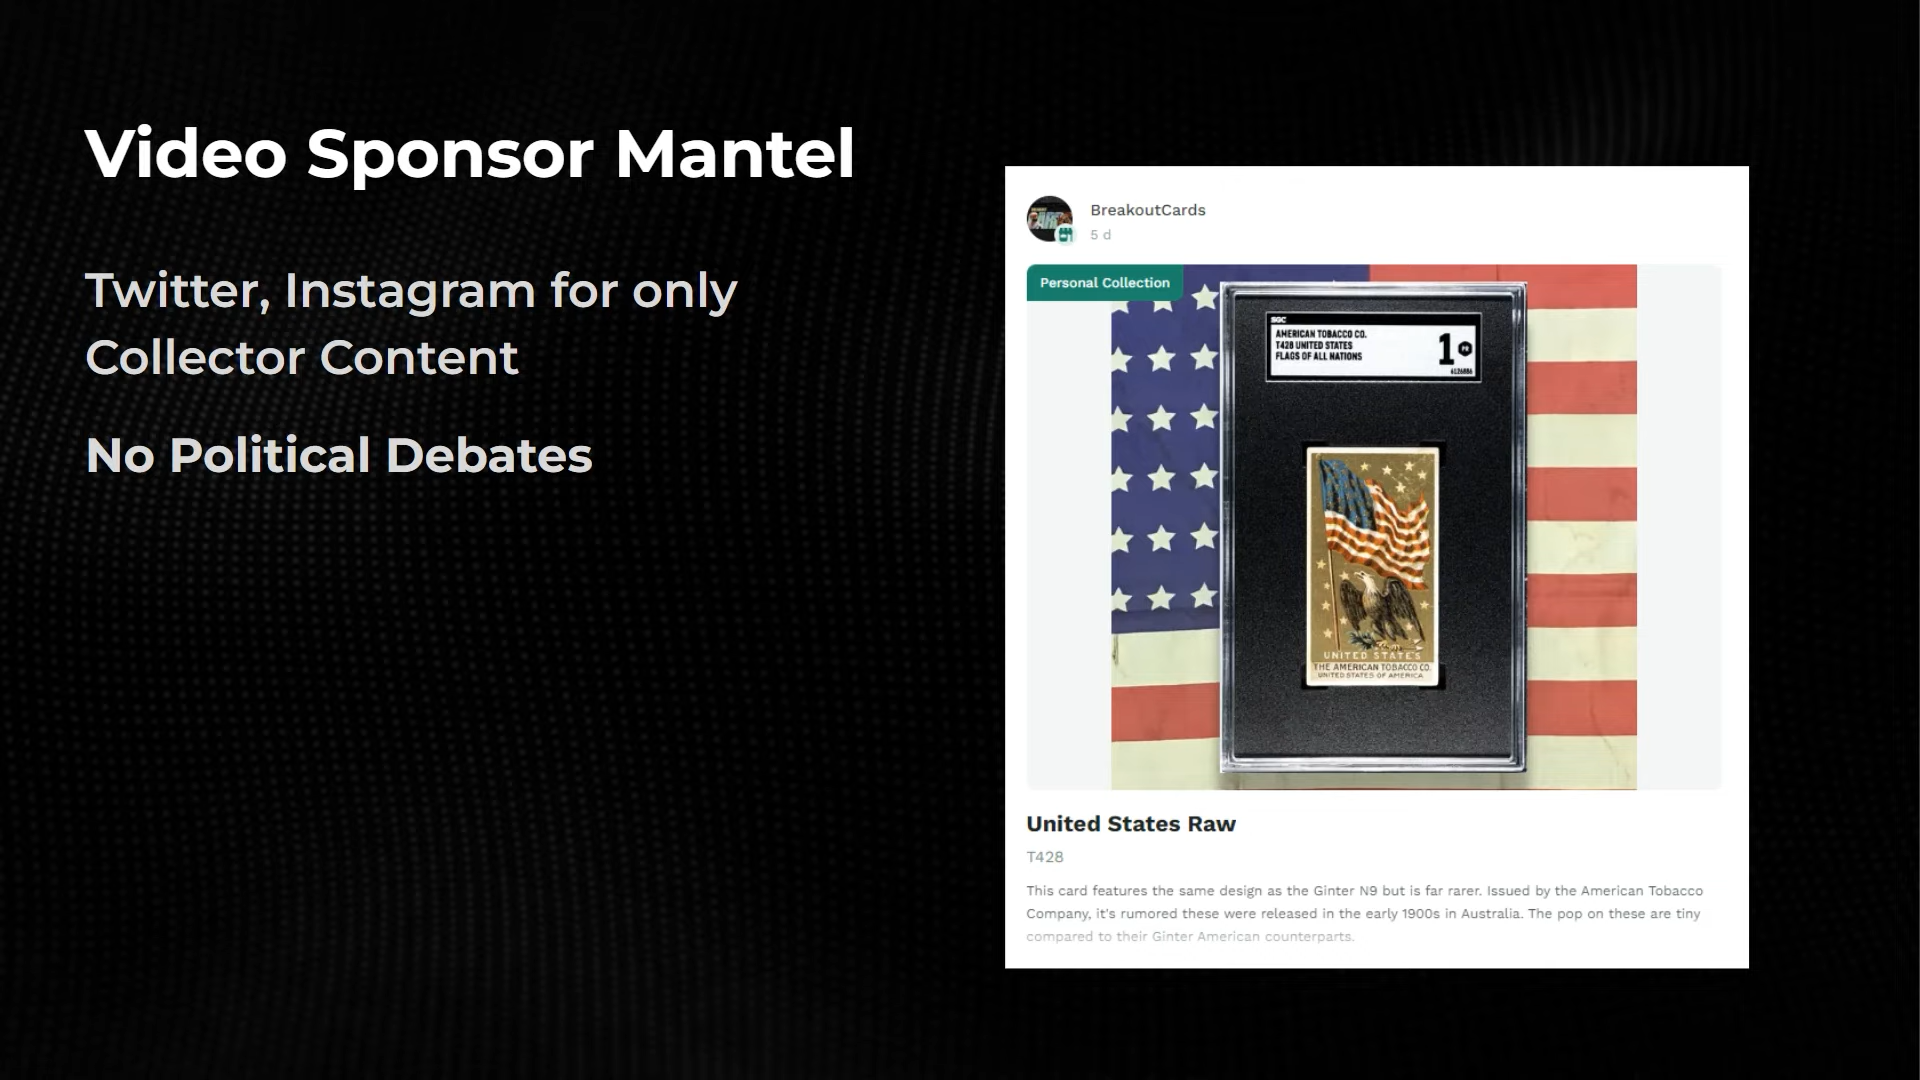 Video Sponsor Mantel
Twitter, Instagram for only
Collector Content
No Political Debates
BreakoutCards
5 d
Personal Collection
SGC
AMERICAN TOBACCO CO.
T428 UNITED STATES
FLAGS OF ALL NATIONS
1 PR
6126886
UNITED STATES
THE AMERICAN TOBACCO CO.
UNITED STATES OF AMERICA
United States Raw
T428
This card features the same design as the Ginter N9 but is far rarer. Issued by the American Tobacco
Company, it's rumored these were released in the early 1900s in Australia. The pop on these are tiny
compared to their Ginter American counterparts.